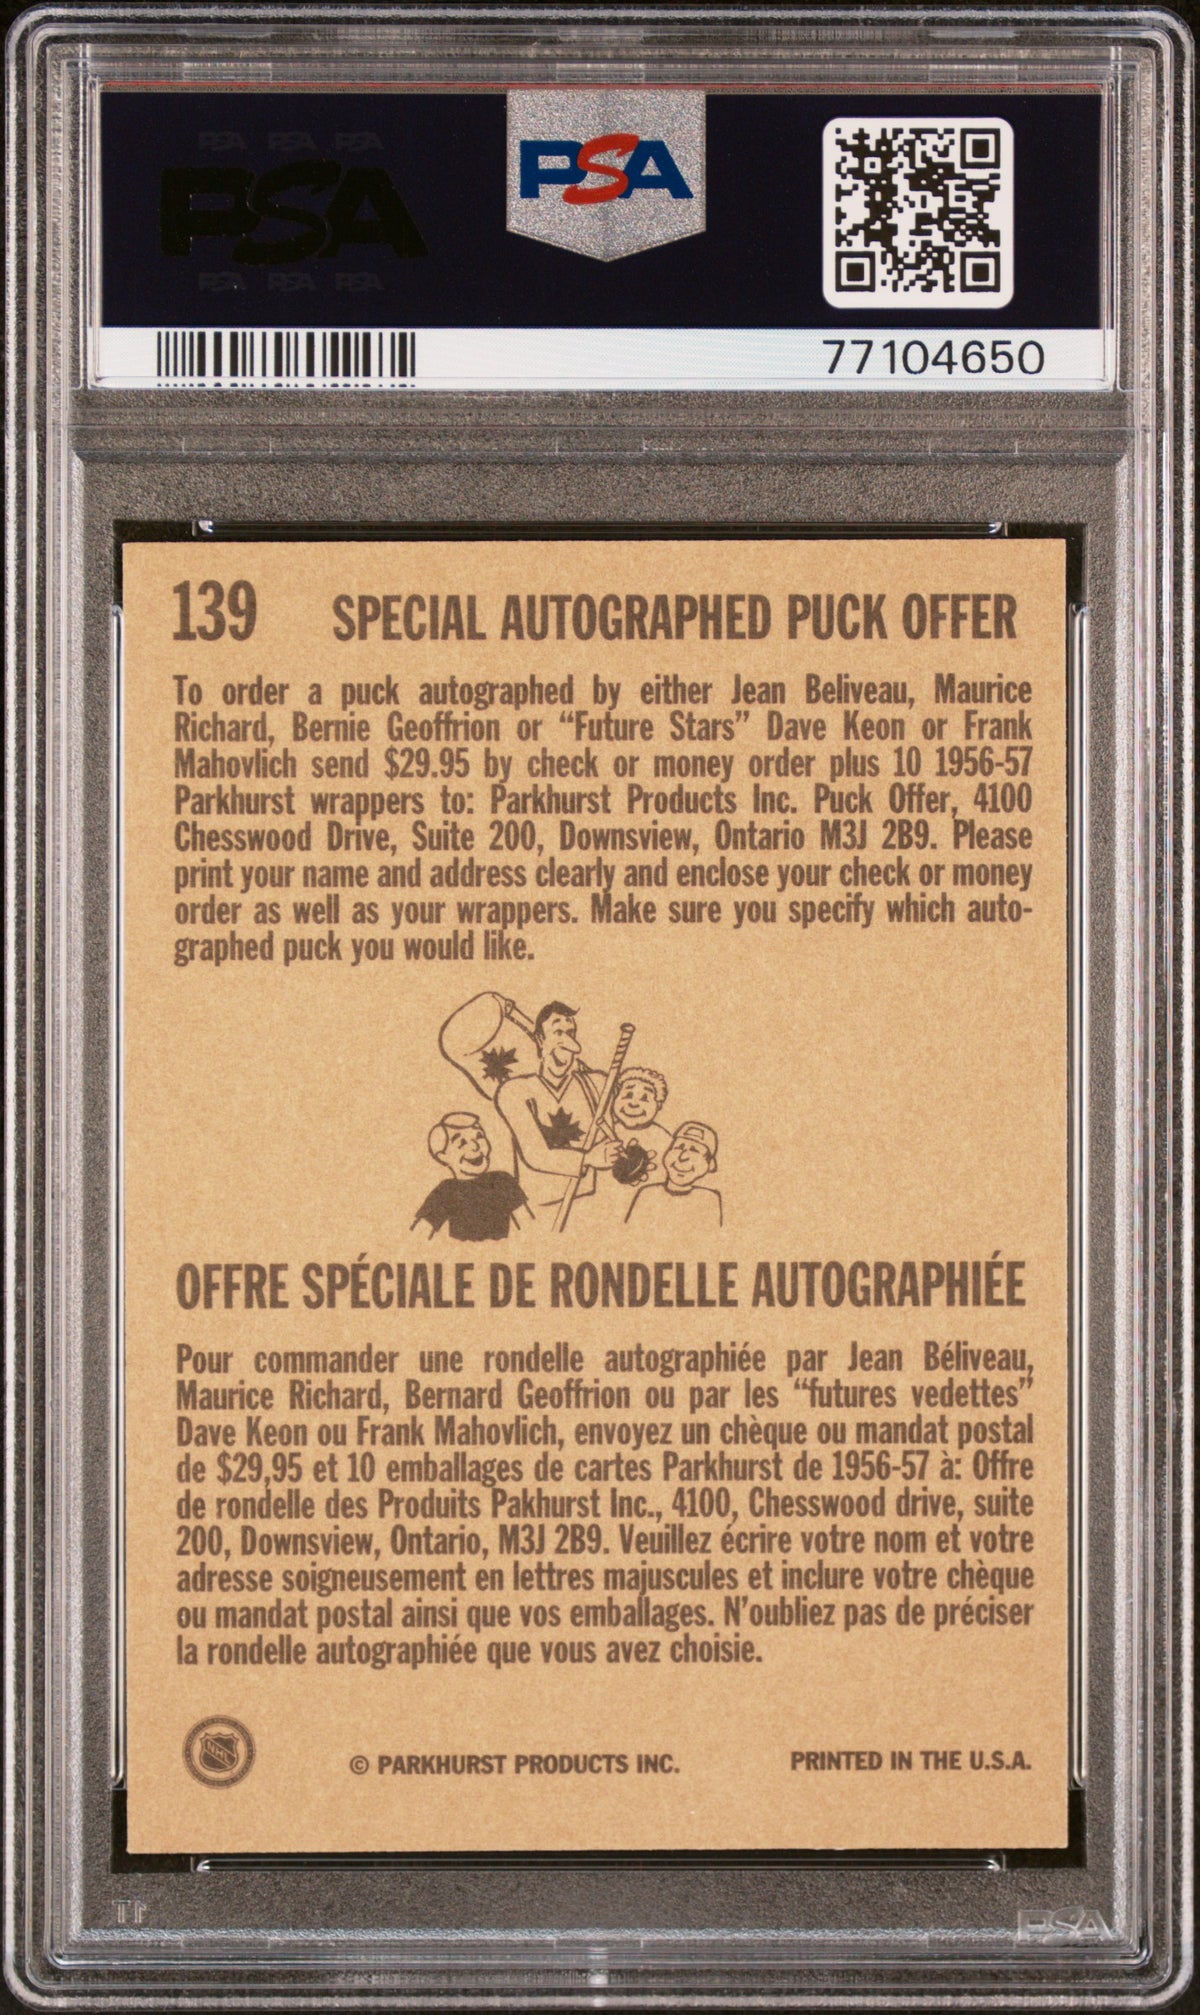 PSA PSA PSA
PSA
PSA PSA PSA
PSA
77104650
139 SPECIAL AUTOGRAPHED PUCK OFFER
To order a puck autographed by either Jean Beliveau, Maurice
Richard, Bernie Geoffrion or “Future Stars” Dave Keon or Frank
Mahovlich send $29.95 by check or money order plus 10 1956-57
Parkhurst wrappers to: Parkhurst Products Inc. Puck Offer, 4100
Chesswood Drive, Suite 200, Downsview, Ontario M3J 2B9. Please
print your name and address clearly and enclose your check or money
order as well as your wrappers. Make sure you specify which auto-
graphed puck you would like.
OFFRE SPÉCIALE DE RONDELLE AUTOGRAPHIÉE
Pour commander une rondelle autographiée par Jean Béliveau,
Maurice Richard, Bernard Geoffrion ou par les “futures vedettes”
Dave Keon ou Frank Mahovlich, envoyez un chèque ou mandat postal
de $29,95 et 10 emballages de cartes Parkhurst de 1956-57 à: Offre
de rondelle des Produits Pakhurst Inc., 4100, Chesswood drive, suite
200, Downsview, Ontario, M3J 2B9. Veuillez écrire votre nom et votre
adresse soigneusement en lettres majuscules et inclure votre chèque
ou mandat postal ainsi que vos emballages. N’oubliez pas de préciser
la rondelle autographiée que vous avez choisie.
NHL © PARKHURST PRODUCTS INC. PRINTED IN THE U.S.A.
PSA